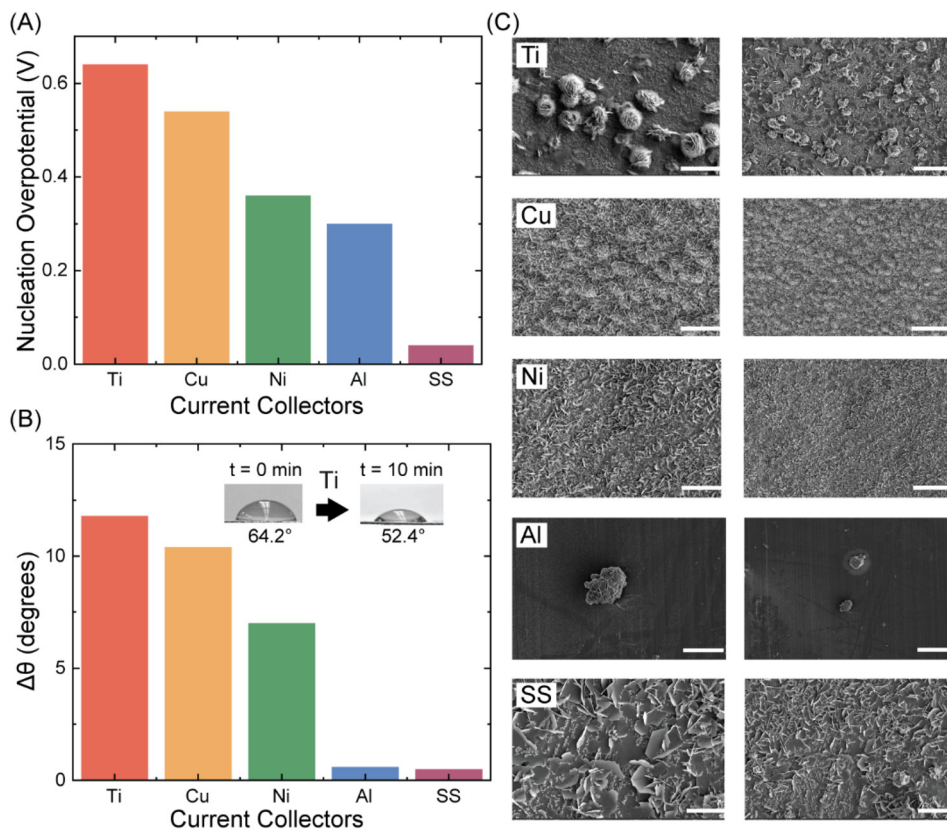 (A)
Nucleation Overpotential (V)
0.6
0.4
0.2
0.0
Ti Cu Ni Al SS
Current Collectors
(B)
Δθ (degrees)
15
10
5
0
t = 0 min
Ti
t = 10 min
64.2°
52.4°
Ti Cu Ni Al SS
Current Collectors
(C)
Ti
Cu
Ni
Al
SS